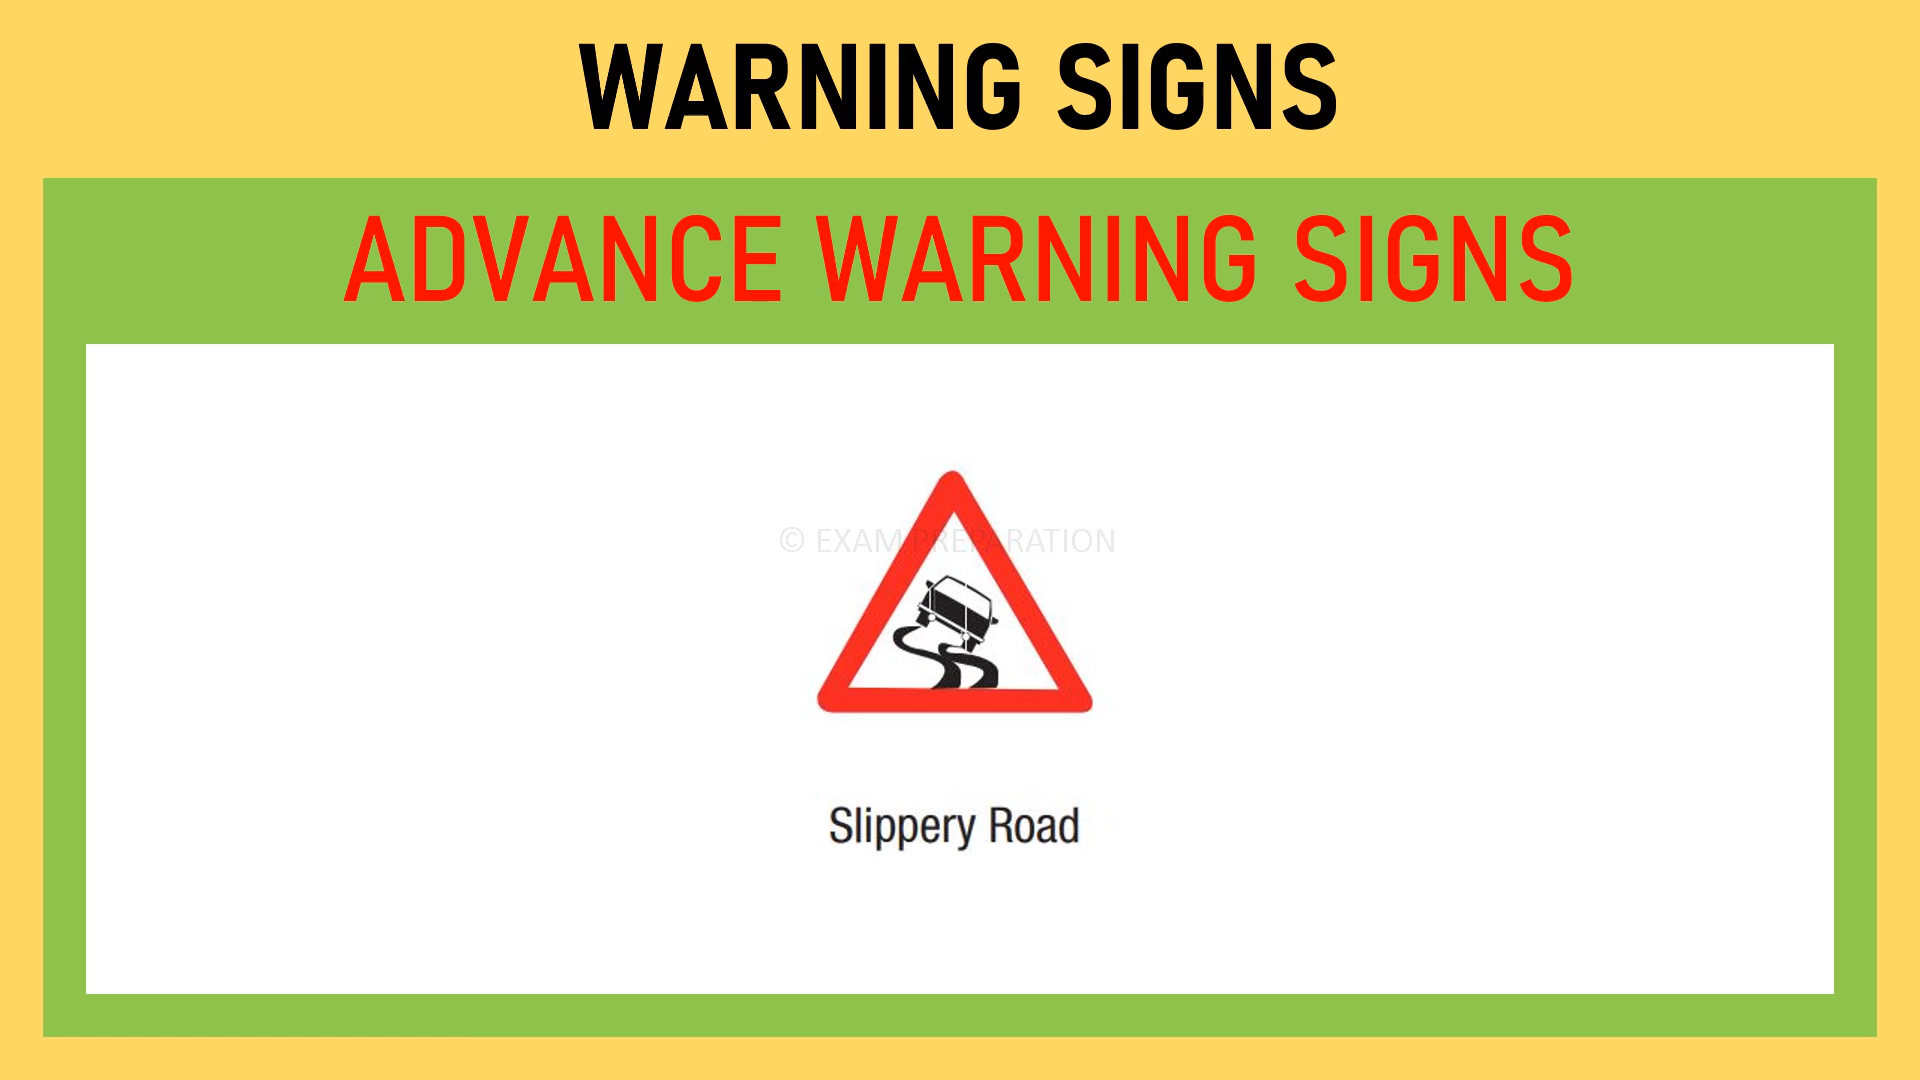 WARNING SIGNS
ADVANCE WARNING SIGNS
© EXAM PREPARATION
Slippery Road